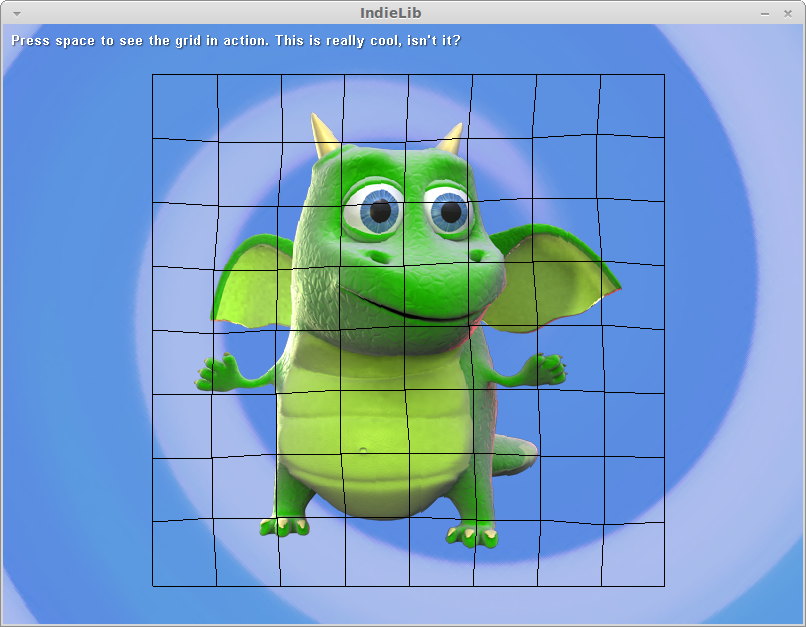 IndieLib
Press space to see the grid in action. This is really cool, isn't it?